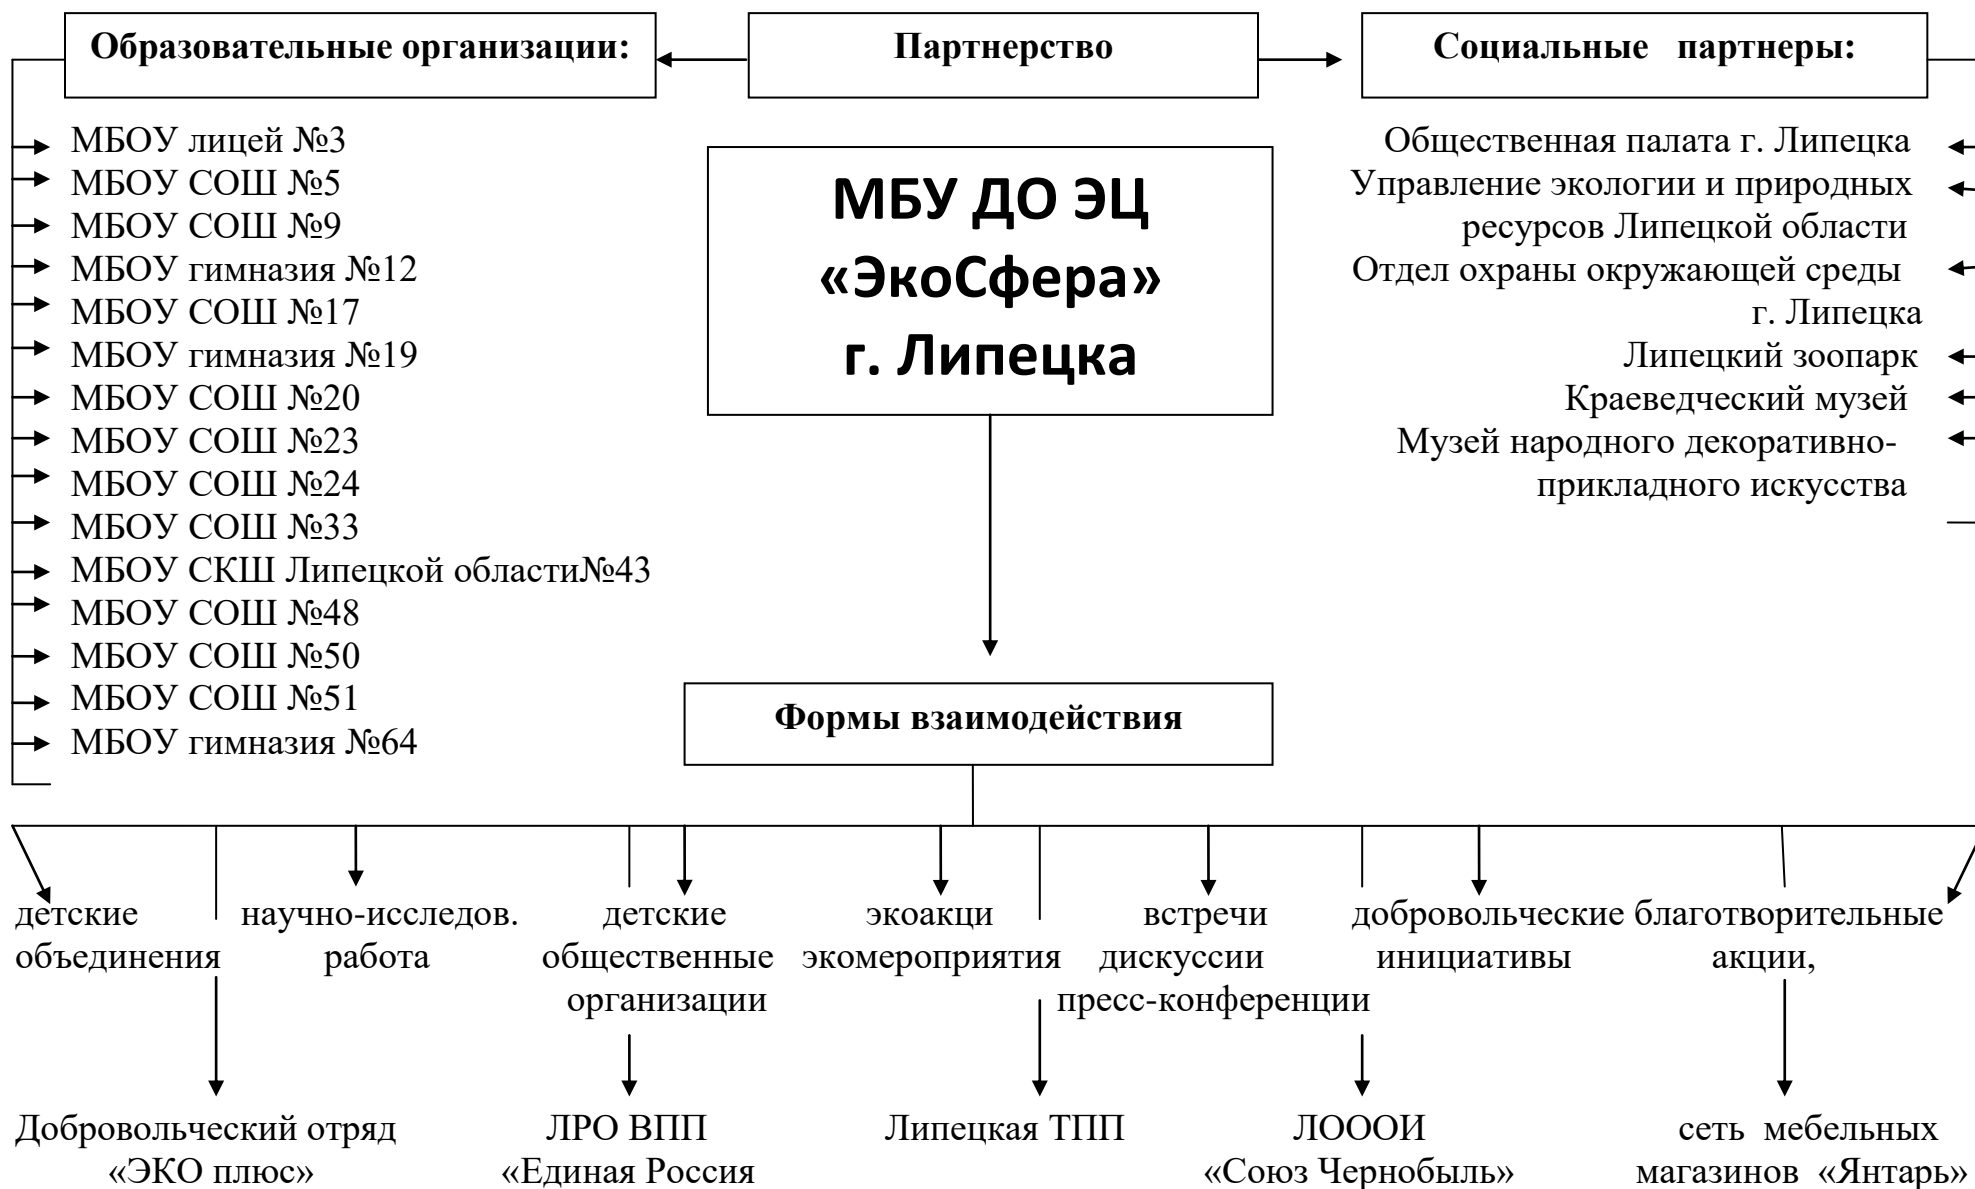 Образовательные организации:
Партнерство
Социальные партнеры:
МБОУ лицей №3
МБОУ СОШ №5
МБОУ СОШ №9
МБОУ гимназия №12
МБОУ СОШ №17
МБОУ гимназия №19
МБОУ СОШ №20
МБОУ СОШ №23
МБОУ СОШ №24
МБОУ СОШ №33
МБОУ СКШ Липецкой области№43
МБОУ СОШ №48
МБОУ СОШ №50
МБОУ СОШ №51
МБОУ гимназия №64
МБУ ДО ЭЦ
«ЭкоСфера»
г. Липецка
Общественная палата г. Липецка
Управление экологии и природных
ресурсов Липецкой области
Отдел охраны окружающей среды
г. Липецка
Липецкий зоопарк
Краеведческий музей
Музей народного декоративно-
прикладного искусства
Формы взаимодействия
детские
объединения
научно-исследов.
работа
детские
общественные
организации
экоакци
экомероприятия
встречи
дискуссии
пресс-конференции
добровольческие
инициативы
благотворительные
акции,
Добровольческий отряд
«ЭКО плюс»
ЛРО ВПП
«Единая Россия
Липецкая ТПП
ЛОООИ
«Союз Чернобыль»
сеть мебельных
магазинов «Янтарь»